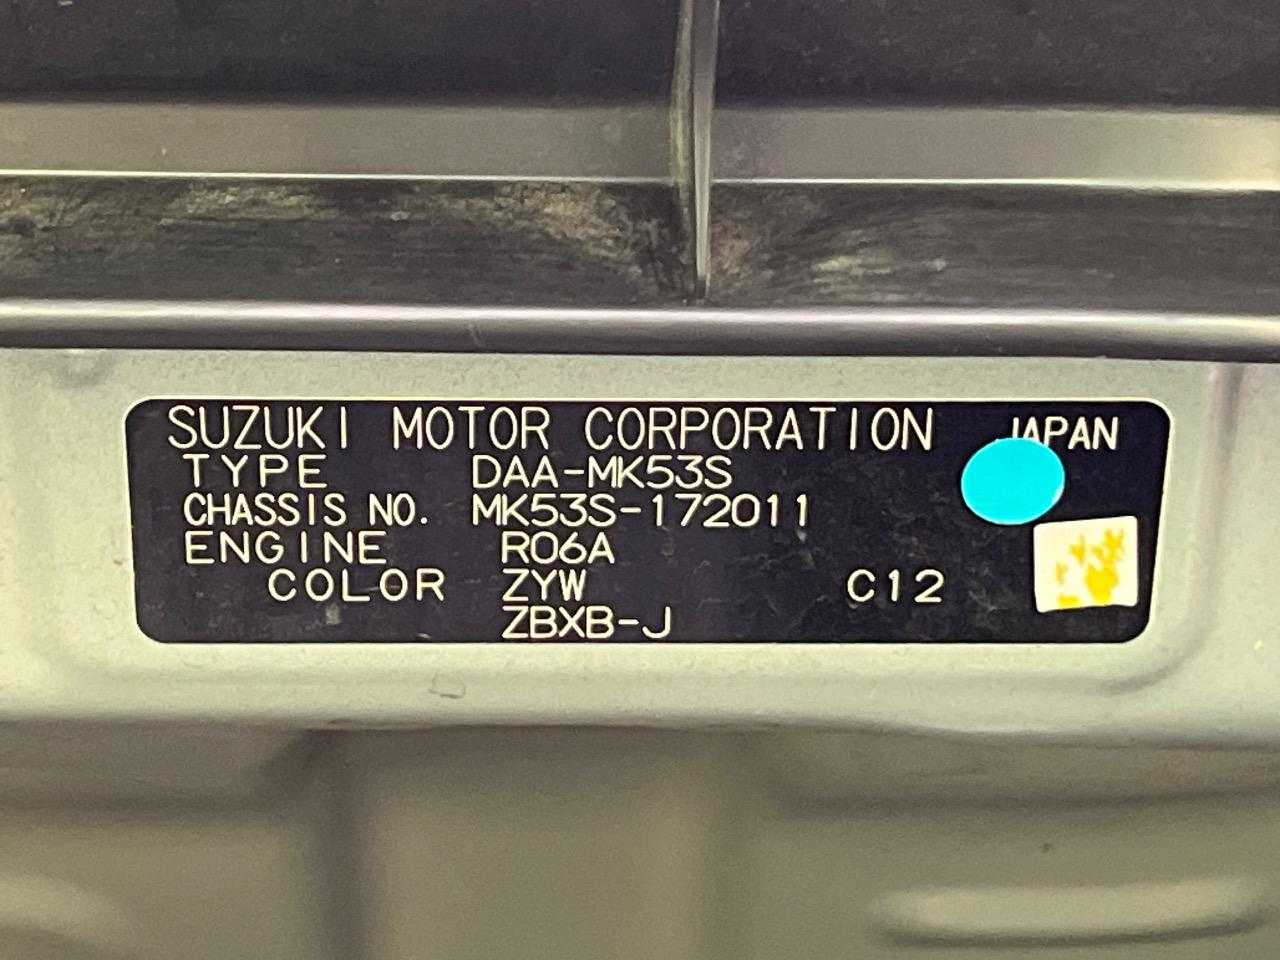 SUZUKI MOTOR CORPORATION JAPAN
TYPE DAA-MK53S
CHASSIS NO. MK53S-172011
ENGINE R06A
COLOR ZYW C12
ZBXB-J